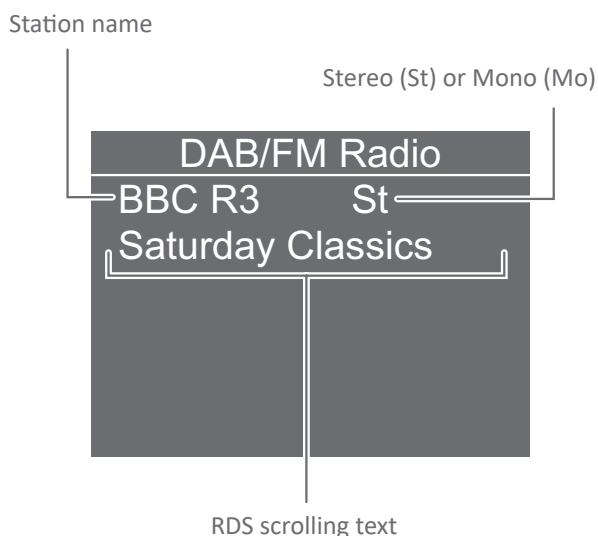 Station name
Stereo (St) or Mono (Mo)
DAB/FM Radio
BBC R3 St
Saturday Classics
RDS scrolling text